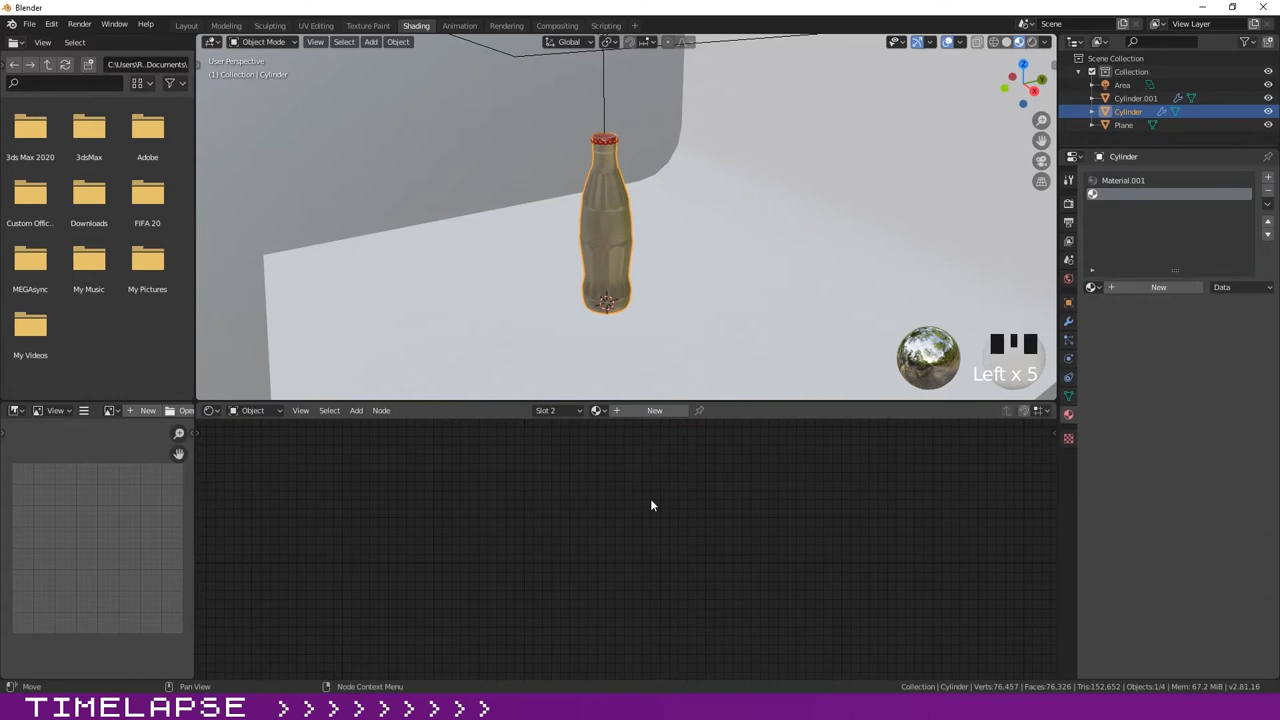 Blender
File Edit Render Window Help Layout Modeling Sculpting UV Editing Texture Paint Shading Animation Rendering Compositing Scripting + Scene View Layer
View Select Object Mode View Select Add Object Global
C:\Users\R..Documents\
User Perspective
(1) Collection | Cylinder
3ds Max 2020 3dsMax Adobe
Custom Offic.. Downloads FIFA 20
MEGAsync My Music My Pictures
My Videos
Z
Y
X
Left x 5
Scene Collection
Collection
Area
Cylinder.001
Cylinder
Plane
Cylinder
Material.001
New Data
View New Open
Object View Select Add Node Slot 2 New
Move Pan View Node Context Menu Collection | Cylinder | Verts:76,457 | Faces:76,326 | Tris:152,652 | Objects:1/4 | Mem: 67.2 MiB | v2.81.16
TIMELAPSE > > > > > > > > >